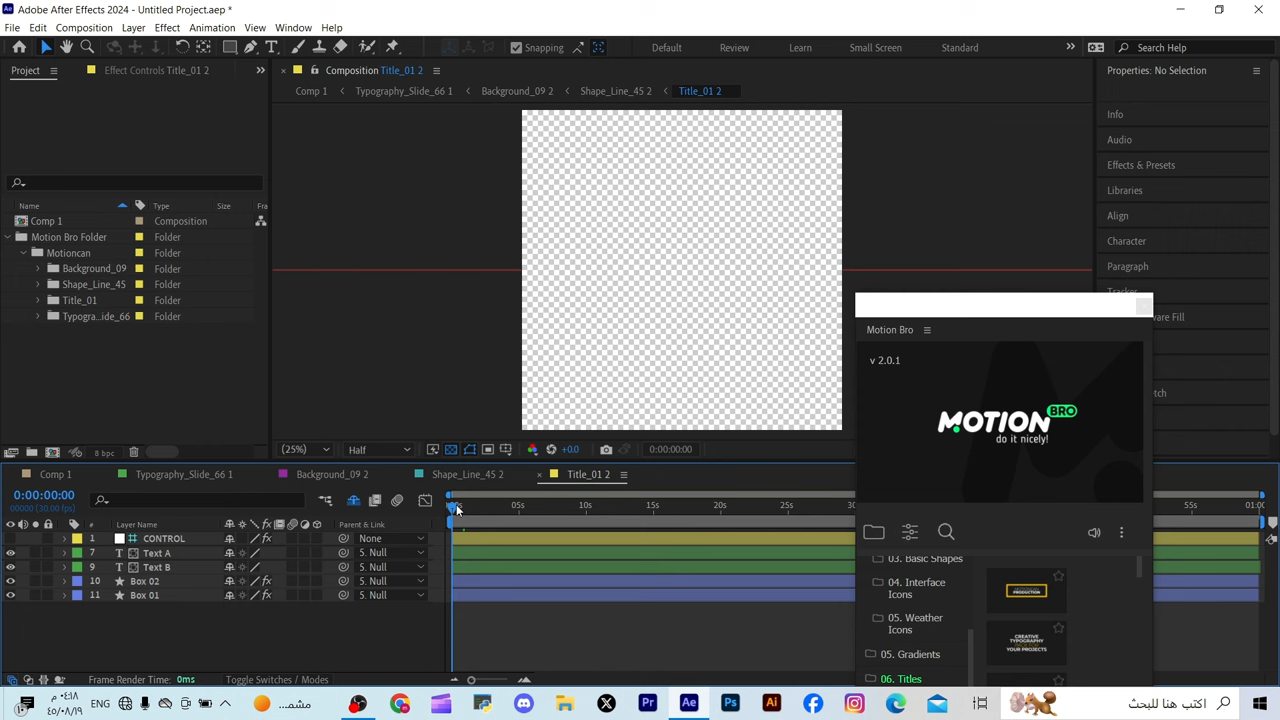 Adobe After Effects 2024 - Untitled Project.aep *
File Edit Composition Layer Effect Animation View Window Help
Snapping Default Review Learn Small Screen Standard Search Help
Project Effect Controls Title_01 2
Composition Title_01 2
Properties: No Selection
Comp 1 Typography_Slide_66 1 Background_09 2 Shape_Line_45 2 Title_01 2
Info
Audio
Effects & Presets
Libraries
Align
Character
Paragraph
Tracker
Name Type Size Fra
Comp 1 Composition
Motion Bro Folder Folder
Motioncan Folder
Background_09 Folder
Shape_Line_45 Folder
Title_01 Folder
Typogra...ide_66 Folder
Motion Bro
v 2.0.1
MOTION BRO
do it nicely!
8 bpc
(25%) Half +0.0 0:00:00:00
Comp 1 Typography_Slide_66 1 Background_09 2 Shape_Line_45 2 Title_01 2
0:00:00:00
00000 (30.00 fps)
05s 10s 15s 20s 25s 55s
# Layer Name Parent & Link
1 CONTROL None
7 Text A 5. Null
9 Text B 5. Null
10 Box 02 5. Null
11 Box 01 5. Null
03. Basic Shapes
04. Interface Icons
05. Weather Icons
05. Gradients
06. Titles
PRODUCTION
CREATIVE
TYPOGRAPHY
YOUR PROJECTS
Frame Render Time: 0ms Toggle Switches / Modes
ENG
اكتب هنا للبحث